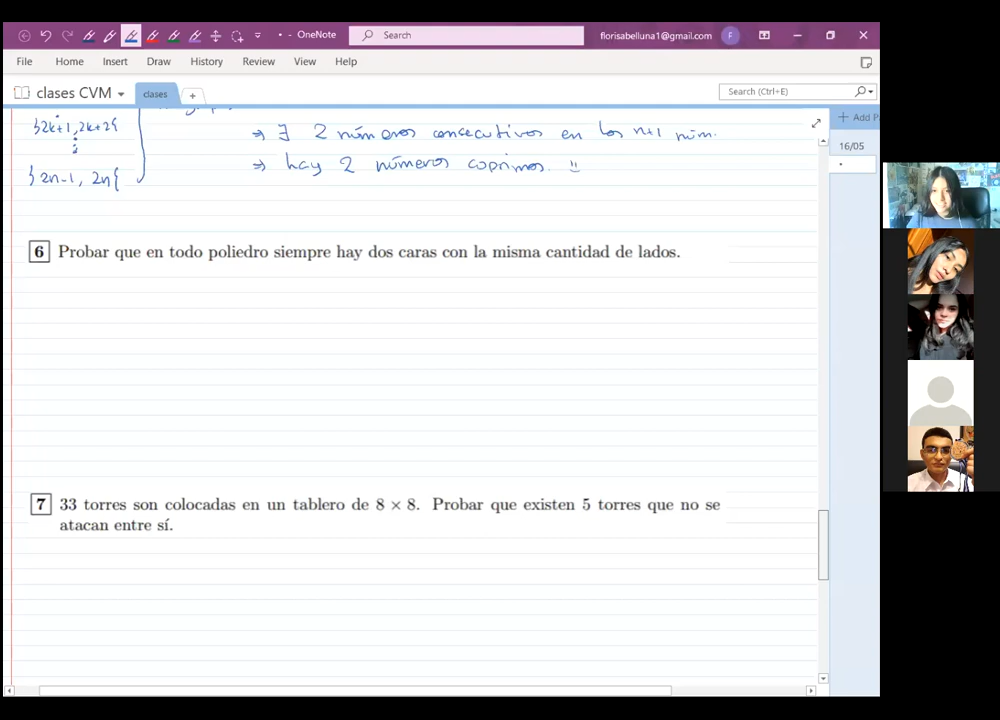 OneNote
Search
florisabelluna1@gmail.com
F
File Home Insert Draw History Review View Help
clases CVM
clases
+
Search (Ctrl+E)
+ Add P
16/05
}2k+1, 2k+2{
}2n-1, 2n{
⇒ ∃ 2 números consecutivos en los n+1 núm.
⇒ hay 2 números coprimos. !!
6 Probar que en todo poliedro siempre hay dos caras con la misma cantidad de lados.
7 33 torres son colocadas en un tablero de 8 × 8. Probar que existen 5 torres que no se
atacan entre sí.